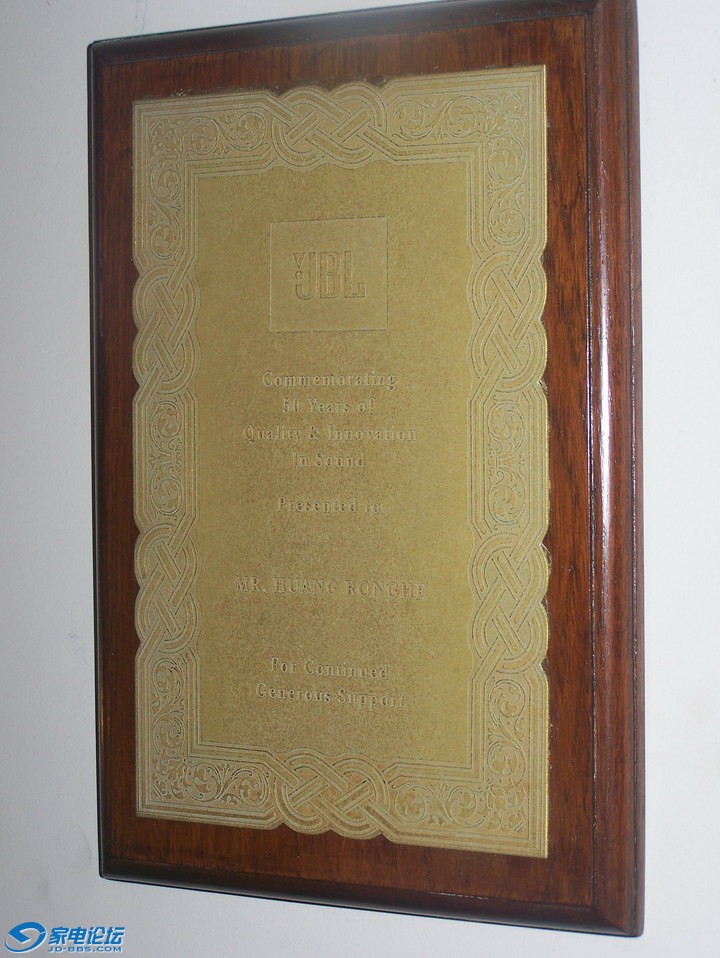 JBL
Commemorating
50 Years of
Quality & Innovation
In Sound
Presented to
MR. HUANG
For Continued
Generous Support
家电论坛
JD-BBS.COM